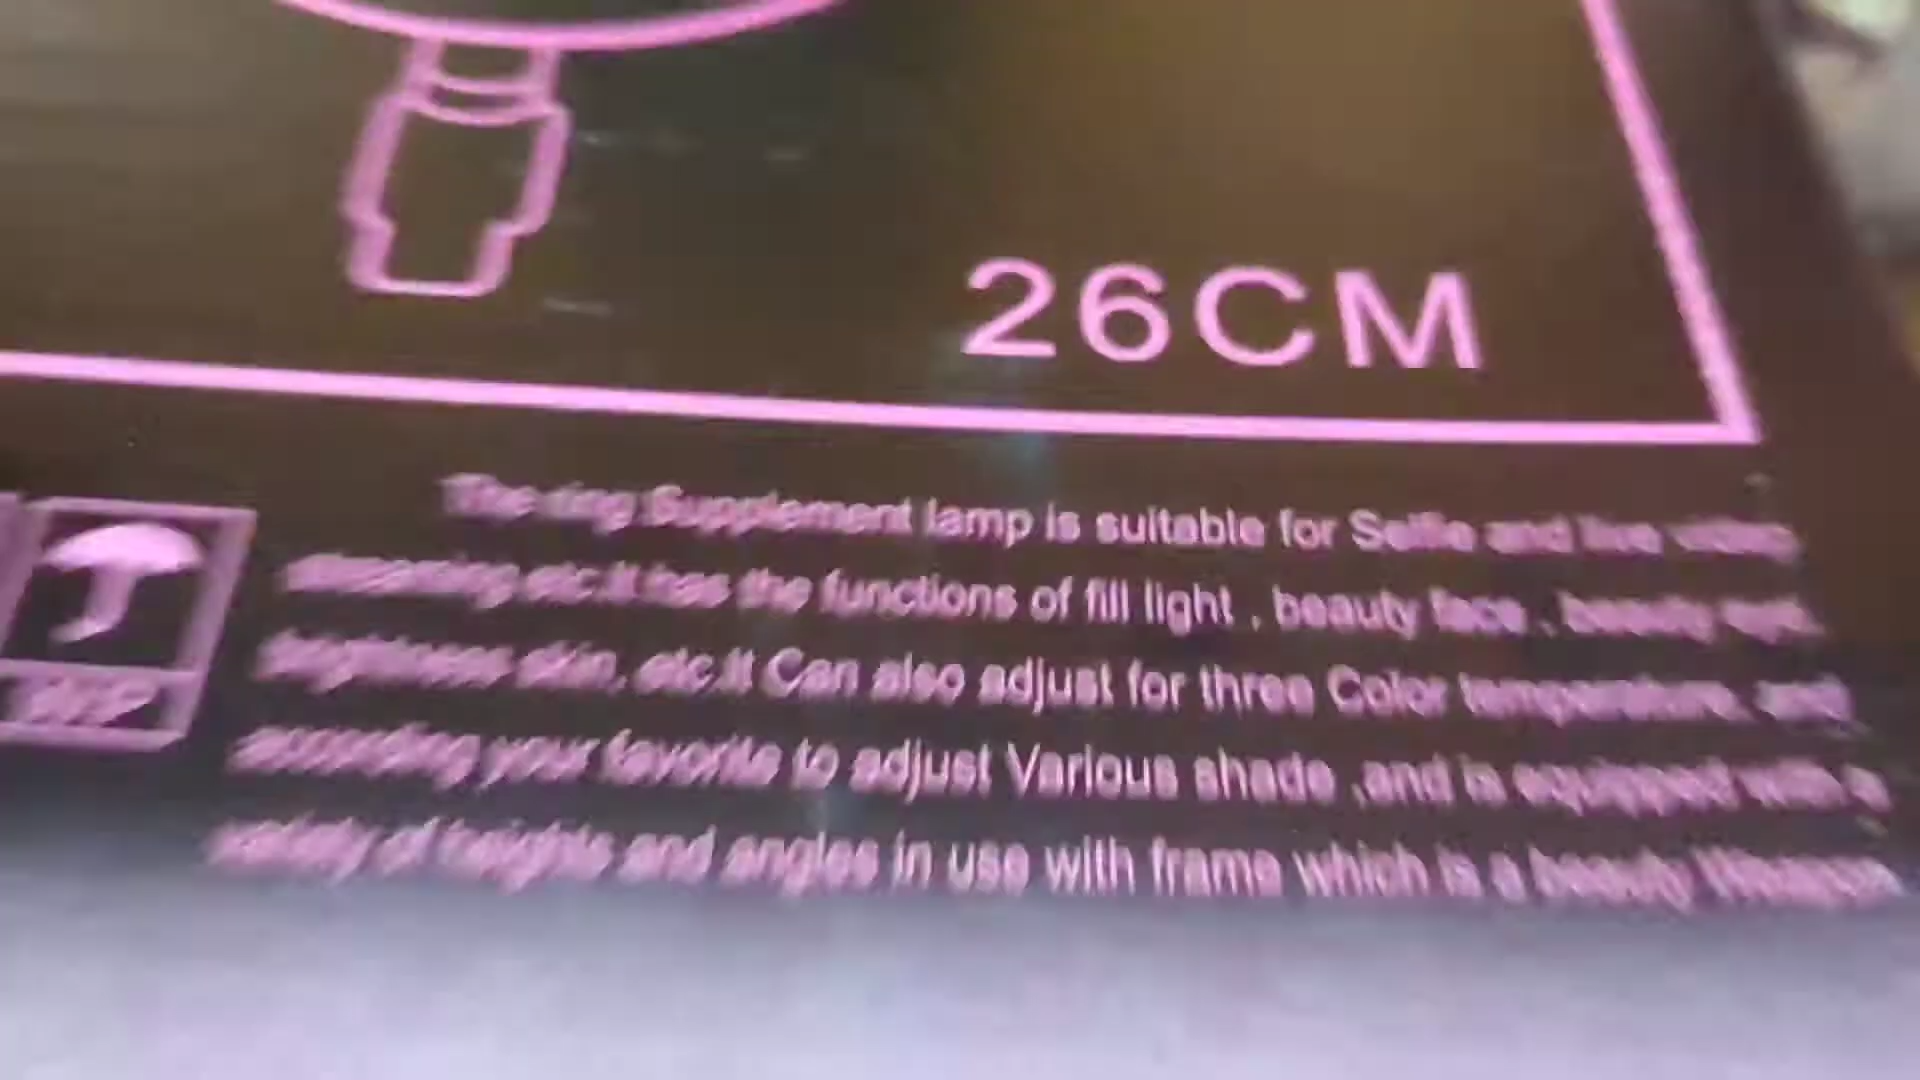 26CM
The ring Supplement lamp is suitable for Selfie and live video
streaming etc.It has the functions of fill light , beauty face , beauty eye,
brightness skin, etc.It Can also adjust for three Color temperature, and
according your favorite to adjust Various shade ,and is equipped with a
variety of heights and angles in use with frame which is a beauty Weapon